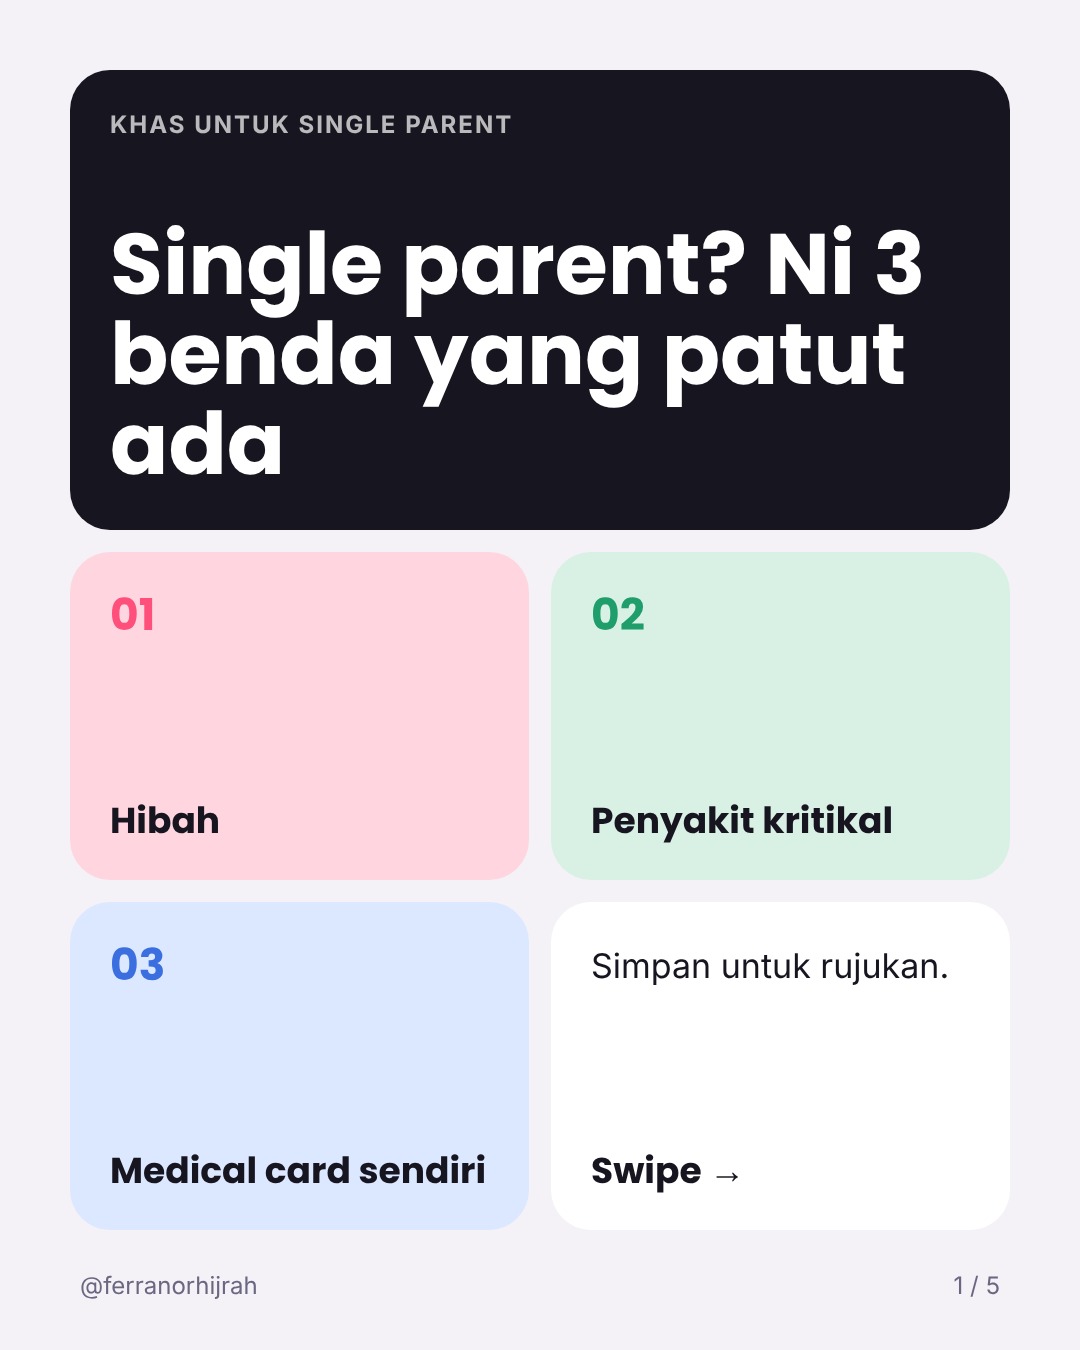 KHAS UNTUK SINGLE PARENT
Single parent? Ni 3
benda yang patut
ada
01
Hibah
02
Penyakit kritikal
03
Medical card sendiri
Simpan untuk rujukan.
Swipe →
@ferranorhijrah
1 / 5